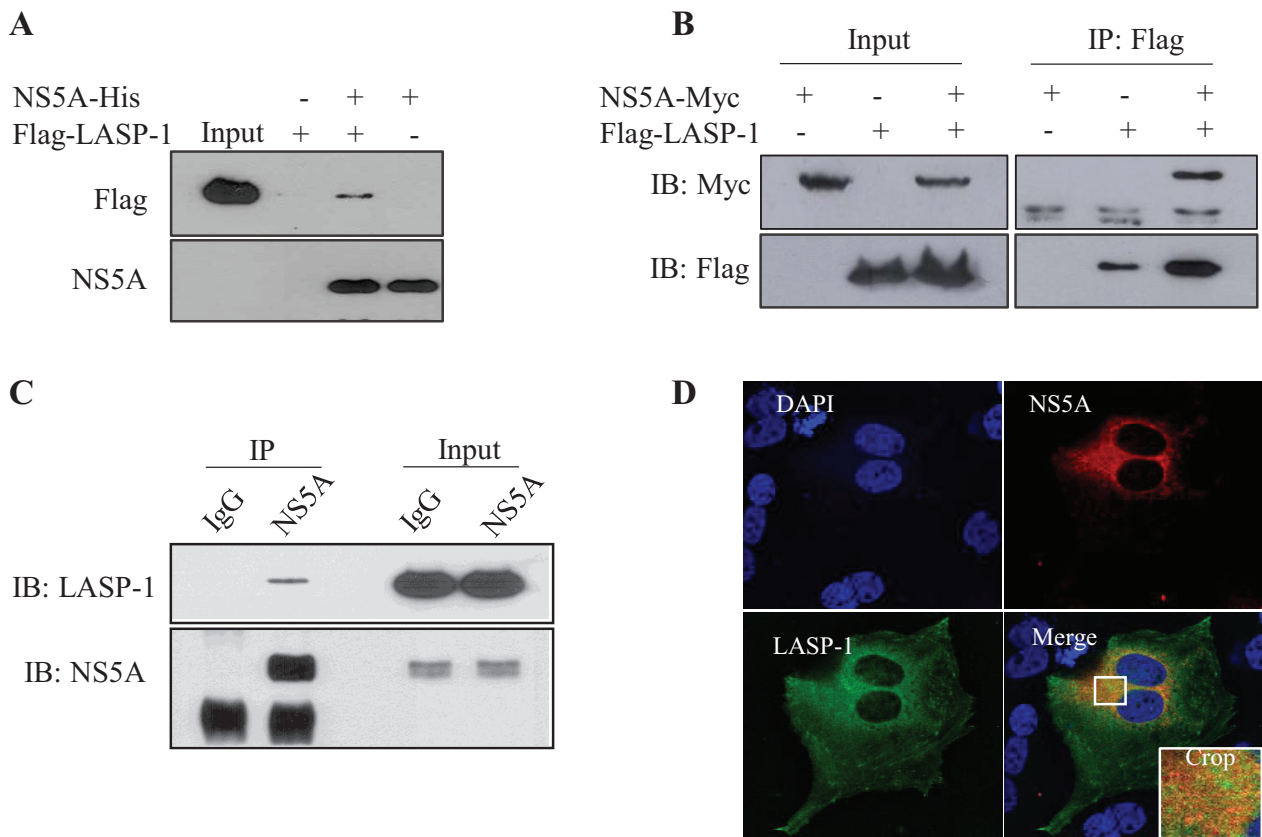 A
NS5A-His - + +
Flag-LASP-1 Input + + -
Flag
NS5A
B
Input IP: Flag
NS5A-Myc + - + + - +
Flag-LASP-1 - + + - + +
IB: Myc
IB: Flag
C
IP Input
IgG NS5A IgG NS5A
IB: LASP-1
IB: NS5A
D
DAPI NS5A
LASP-1 Merge
Crop